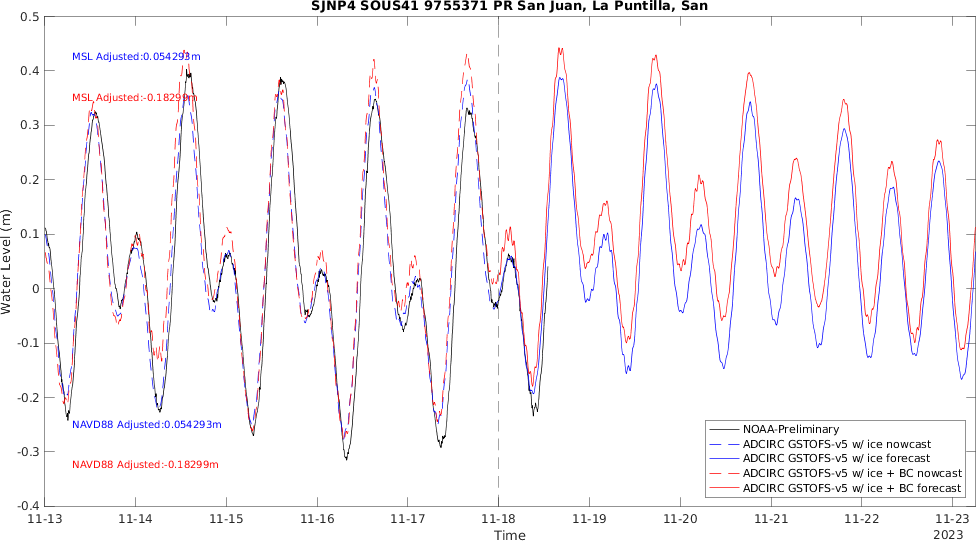 SJNP4 SOUS41 9755371 PR San Juan, La Puntilla, San
Water Level (m)
0.5
0.4
0.3
0.2
0.1
0
-0.1
-0.2
-0.3
-0.4
MSL Adjusted:0.054293m
MSL Adjusted:-0.18299m
NAVD88 Adjusted:0.054293m
NAVD88 Adjusted:-0.18299m
NOAA-Preliminary
ADCIRC GSTOFS-v5 w/ ice nowcast
ADCIRC GSTOFS-v5 w/ ice forecast
ADCIRC GSTOFS-v5 w/ ice + BC nowcast
ADCIRC GSTOFS-v5 w/ ice + BC forecast
11-13 11-14 11-15 11-16 11-17 11-18 11-19 11-20 11-21 11-22 11-23
Time
2023